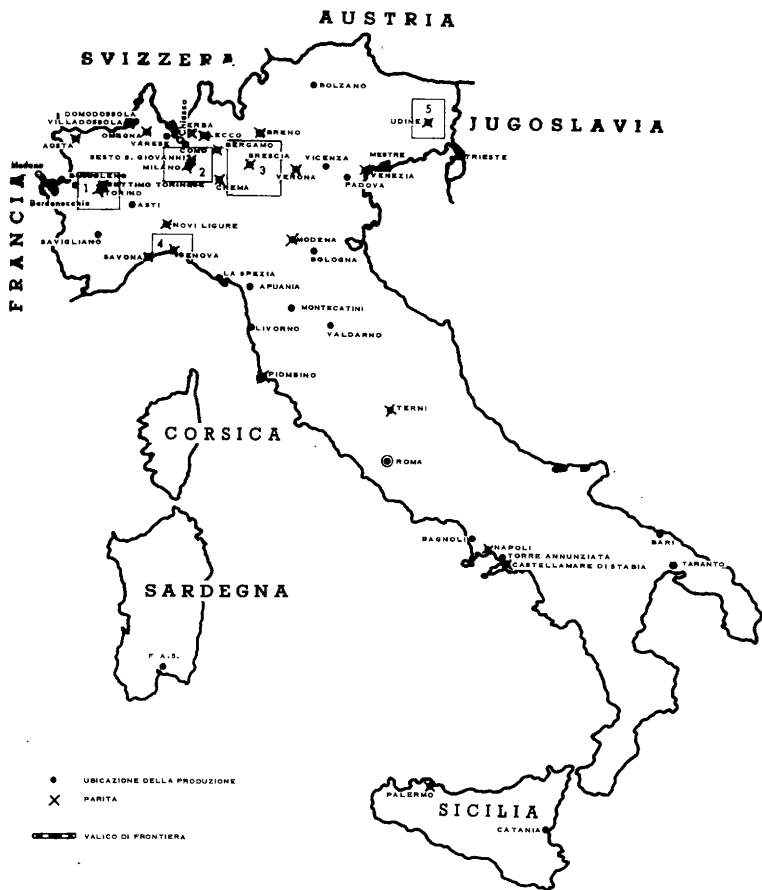 AUSTRIA
SVIZZERA
BOLZANO
5
UDINE
JUGOSLAVIA
DOMODOSSOLA
VILLADOSSOLA
OMEGNA
AOSTA
VARESE
Chiasso
COMO
LECCO
BRENO
BERGAMO
SESTO S. GIOVANNI
MILANO
2
BRESCIA
3
VICENZA
MESTRE
VENEZIA
TRIESTE
VERONA
PADOVA
CREMA
Modane
Bardonecchia
SETTIMO TORINESE
1
TORINO
ASTI
FRANCIA
NOVI LIGURE
SAVIGLIANO
4
SAVONA
GENOVA
MODENA
BOLOGNA
LA SPEZIA
APUANIA
MONTECATINI
LIVORNO
VALDARNO
PIOMBINO
TERNI
CORSICA
ROMA
BAGNOLI
NAPOLI
TORRE ANNUNZIATA
CASTELLAMARE DI STABIA
BARI
TARANTO
SARDEGNA
F.A.S.
UBICAZIONE DELLA PRODUZIONE
PARITA
VALICO DI FRONTIERA
PALERMO
SICILIA
CATANIA